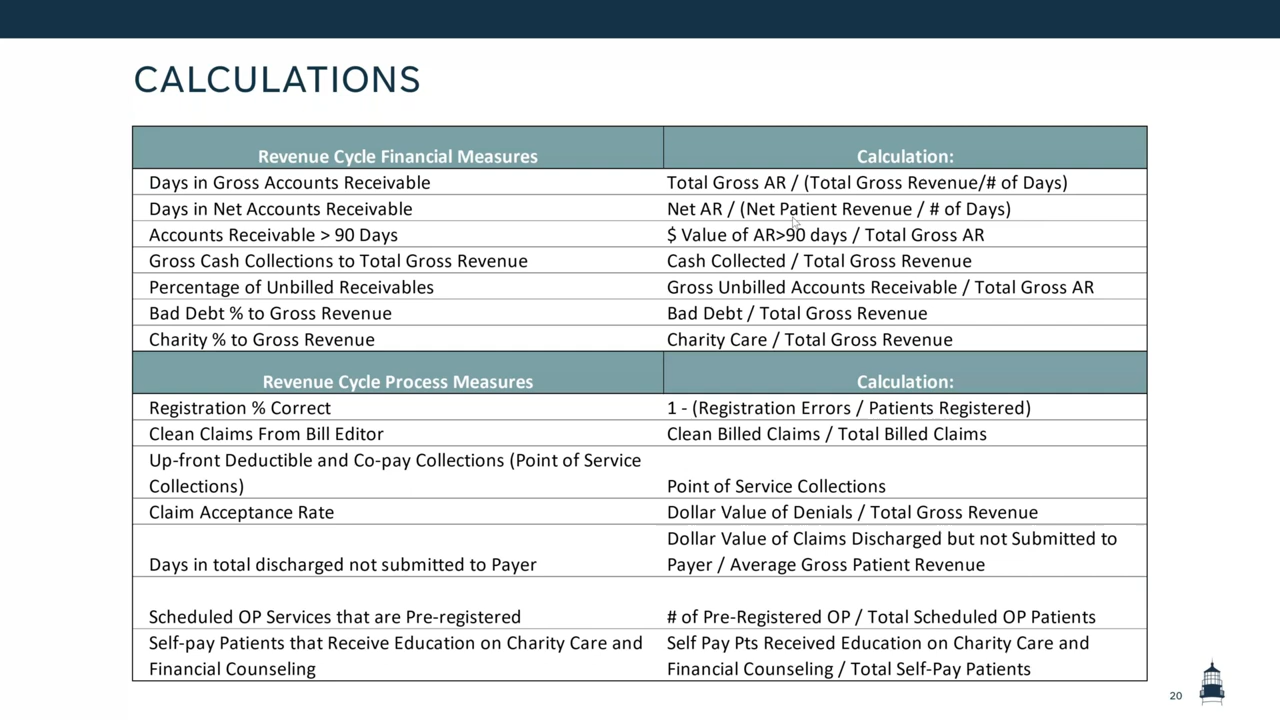 CALCULATIONS
Revenue Cycle Financial Measures Calculation:
Days in Gross Accounts Receivable Total Gross AR / (Total Gross Revenue/# of Days)
Days in Net Accounts Receivable Net AR / (Net Patient Revenue / # of Days)
Accounts Receivable > 90 Days $ Value of AR>90 days / Total Gross AR
Gross Cash Collections to Total Gross Revenue Cash Collected / Total Gross Revenue
Percentage of Unbilled Receivables Gross Unbilled Accounts Receivable / Total Gross AR
Bad Debt % to Gross Revenue Bad Debt / Total Gross Revenue
Charity % to Gross Revenue Charity Care / Total Gross Revenue
Revenue Cycle Process Measures Calculation:
Registration % Correct 1 - (Registration Errors / Patients Registered)
Clean Claims From Bill Editor Clean Billed Claims / Total Billed Claims
Up-front Deductible and Co-pay Collections (Point of Service
Collections) Point of Service Collections
Claim Acceptance Rate Dollar Value of Denials / Total Gross Revenue
Dollar Value of Claims Discharged but not Submitted to
Days in total discharged not submitted to Payer Payer / Average Gross Patient Revenue
Scheduled OP Services that are Pre-registered # of Pre-Registered OP / Total Scheduled OP Patients
Self-pay Patients that Receive Education on Charity Care and Self Pay Pts Received Education on Charity Care and
Financial Counseling Financial Counseling / Total Self-Pay Patients
20